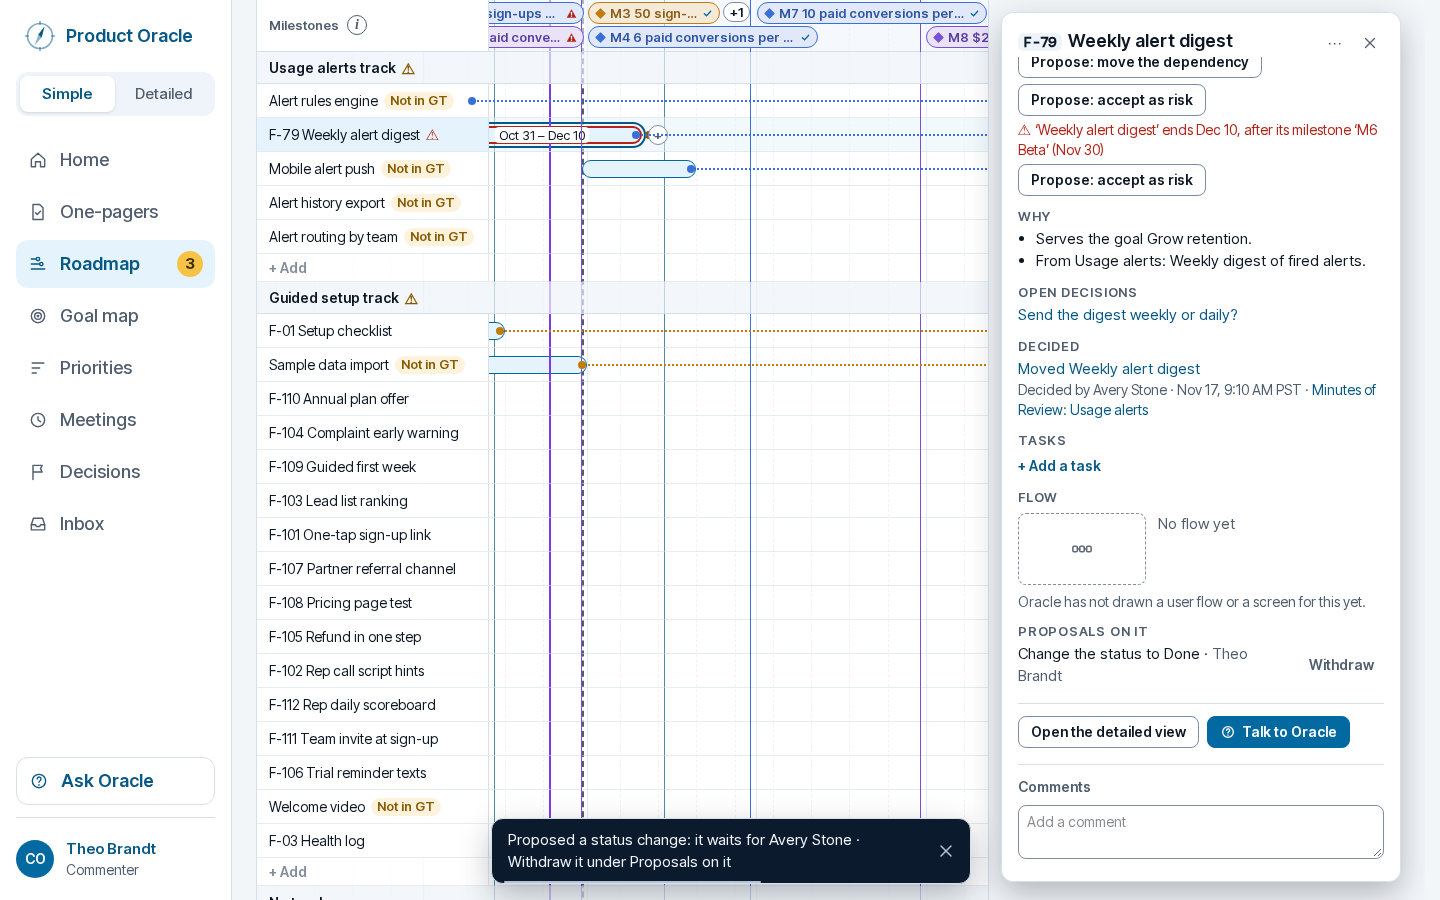 Product Oracle
Simple
Detailed
Home
One-pagers
Roadmap
3
Goal map
Priorities
Meetings
Decisions
Inbox
Ask Oracle
CO
Theo Brandt
Commenter
Milestones
i
sign-ups ...
M3 50 sign-...
+1
M7 10 paid conversions per...
aid conve...
M4 6 paid conversions per ...
M8 $2
Usage alerts track
Alert rules engine Not in GT
F-79 Weekly alert digest
Oct 31 – Dec 10
Mobile alert push Not in GT
Alert history export Not in GT
Alert routing by team Not in GT
+ Add
Guided setup track
F-01 Setup checklist
Sample data import Not in GT
F-110 Annual plan offer
F-104 Complaint early warning
F-109 Guided first week
F-103 Lead list ranking
F-101 One-tap sign-up link
F-107 Partner referral channel
F-108 Pricing page test
F-105 Refund in one step
F-102 Rep call script hints
F-112 Rep daily scoreboard
F-111 Team invite at sign-up
F-106 Trial reminder texts
Welcome video Not in GT
F-03 Health log
+ Add
Proposed a status change: it waits for Avery Stone ·
Withdraw it under Proposals on it
F-79 Weekly alert digest
Propose: move the dependency
Propose: accept as risk
‘Weekly alert digest’ ends Dec 10, after its milestone ‘M6
Beta’ (Nov 30)
Propose: accept as risk
WHY
• Serves the goal Grow retention.
• From Usage alerts: Weekly digest of fired alerts.
OPEN DECISIONS
Send the digest weekly or daily?
DECIDED
Moved Weekly alert digest
Decided by Avery Stone · Nov 17, 9:10 AM PST · Minutes of
Review: Usage alerts
TASKS
+ Add a task
FLOW
No flow yet
Oracle has not drawn a user flow or a screen for this yet.
PROPOSALS ON IT
Change the status to Done · Theo
Brandt
Withdraw
Open the detailed view
Talk to Oracle
Comments
Add a comment